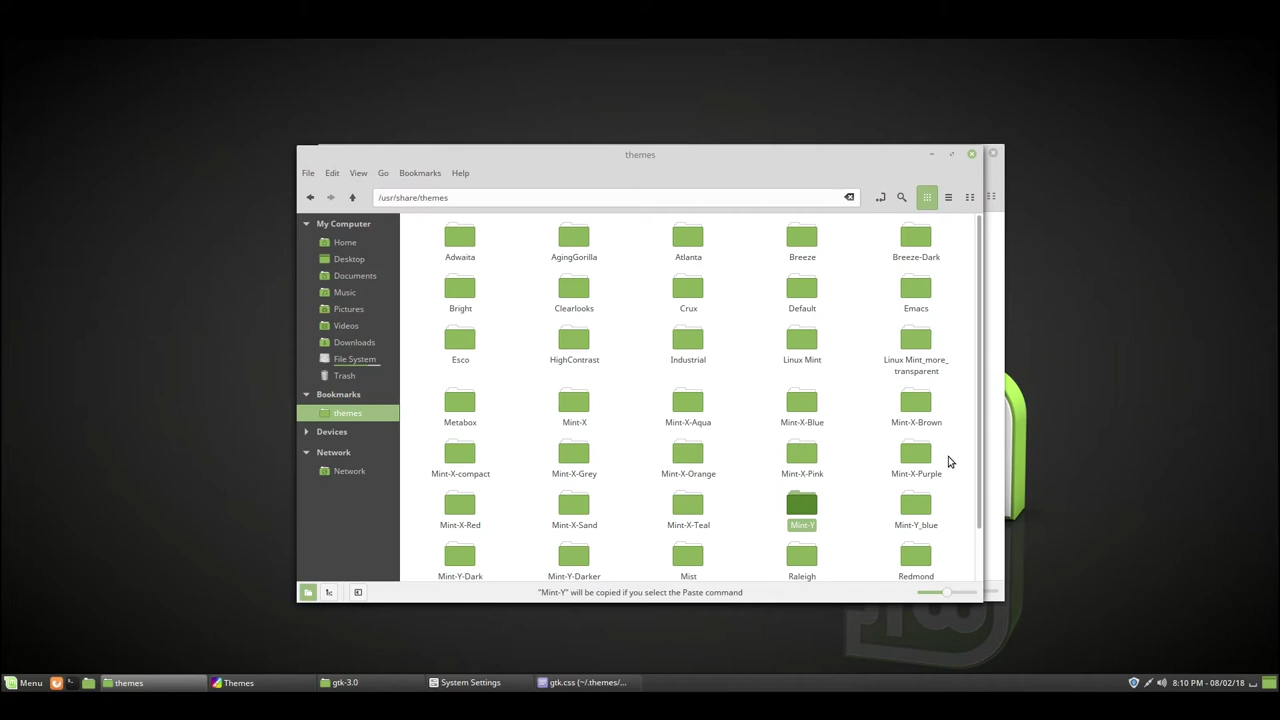 themes
File Edit View Go Bookmarks Help
/usr/share/themes
My Computer
Home
Desktop
Documents
Music
Pictures
Videos
Downloads
File System
Trash
Bookmarks
themes
Devices
Network
Network
Adwaita AgingGorilla Atlanta Breeze Breeze-Dark
Bright Clearlooks Crux Default Emacs
Esco HighContrast Industrial Linux Mint Linux Mint_more_
transparent
Metabox Mint-X Mint-X-Aqua Mint-X-Blue Mint-X-Brown
Mint-X-compact Mint-X-Grey Mint-X-Orange Mint-X-Pink Mint-X-Purple
Mint-X-Red Mint-X-Sand Mint-X-Teal Mint-Y Mint-Y_blue
Mint-Y-Dark Mint-Y-Darker Mist Raleigh Redmond
"Mint-Y" will be copied if you select the Paste command
Menu themes Themes gtk-3.0 System Settings gtk.css (~/.themes/... 8:10 PM - 08/02/18